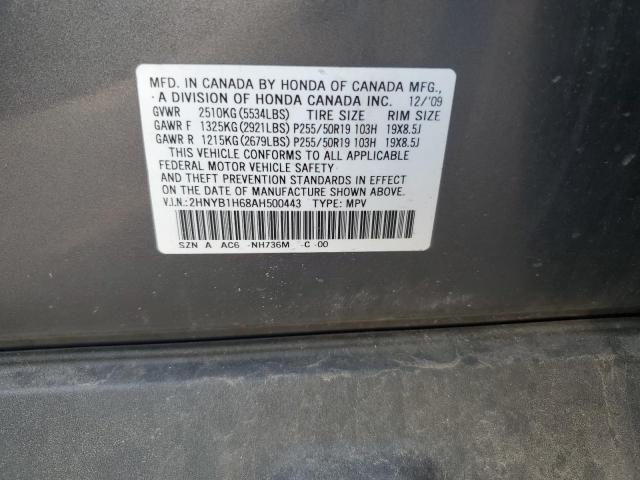 MFD. IN CANADA BY HONDA OF CANADA MFG.,
A DIVISION OF HONDA CANADA INC. 12/'09
GVWR 2510KG(5534LBS) TIRE SIZE RIM SIZE
GAWR F 1325KG(2921LBS) P255/50R19 103H 19X8.5J
GAWR R 1215KG(2679LBS) P255/50R19 103H 19X8.5J
THIS VEHICLE CONFORMS TO ALL APPLICABLE
FEDERAL MOTOR VEHICLE SAFETY
AND THEFT PREVENTION STANDARDS IN EFFECT
ON THE DATE OF MANUFACTURE SHOWN ABOVE.
V.I.N.:2HNYB1H68AH500443 TYPE: MPV
SZN A AC6 -NH736M -C -00